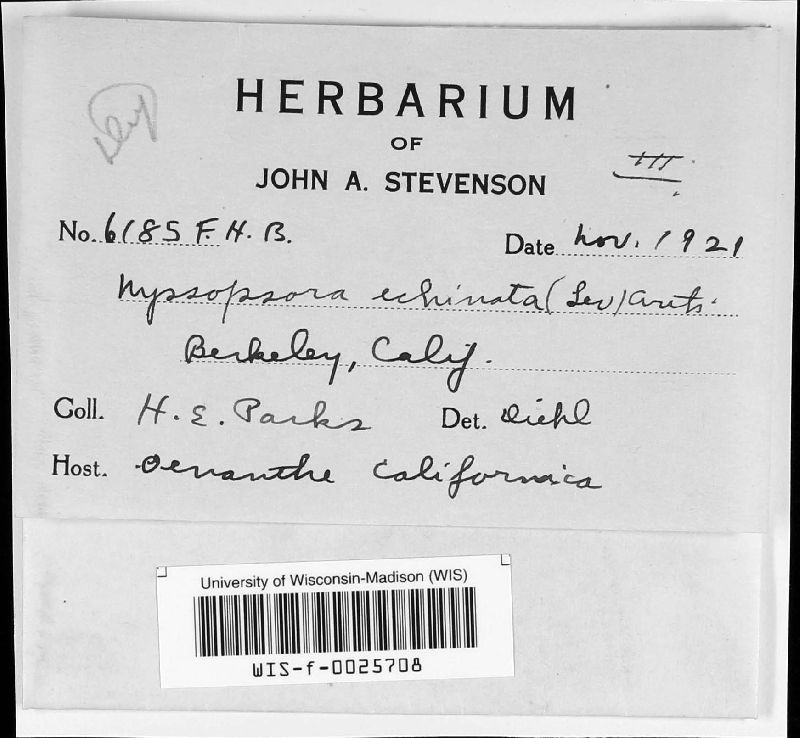 HERBARIUM
OF
JOHN A. STEVENSON
III
No. 6185 F. H. B.
Date Nov. 1921
Nyssopsora echinata (Lev) Arth.
Berkeley, Calif.
Coll. H. E. Parks Det. Diehl
Host. Oenanthe californica
University of Wisconsin-Madison (WIS)
WIS-f-0025708